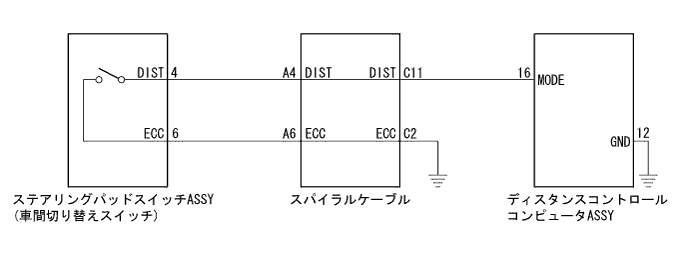 DIST 4 A4 DIST DIST C11 16 MODE
ECC 6 A6 ECC ECC C2 GND 12
ステアリングパッドスイッチASSY
(車間切り替えスイッチ)
スパイラルケーブル
ディスタンスコントロール
コンピュータASSY